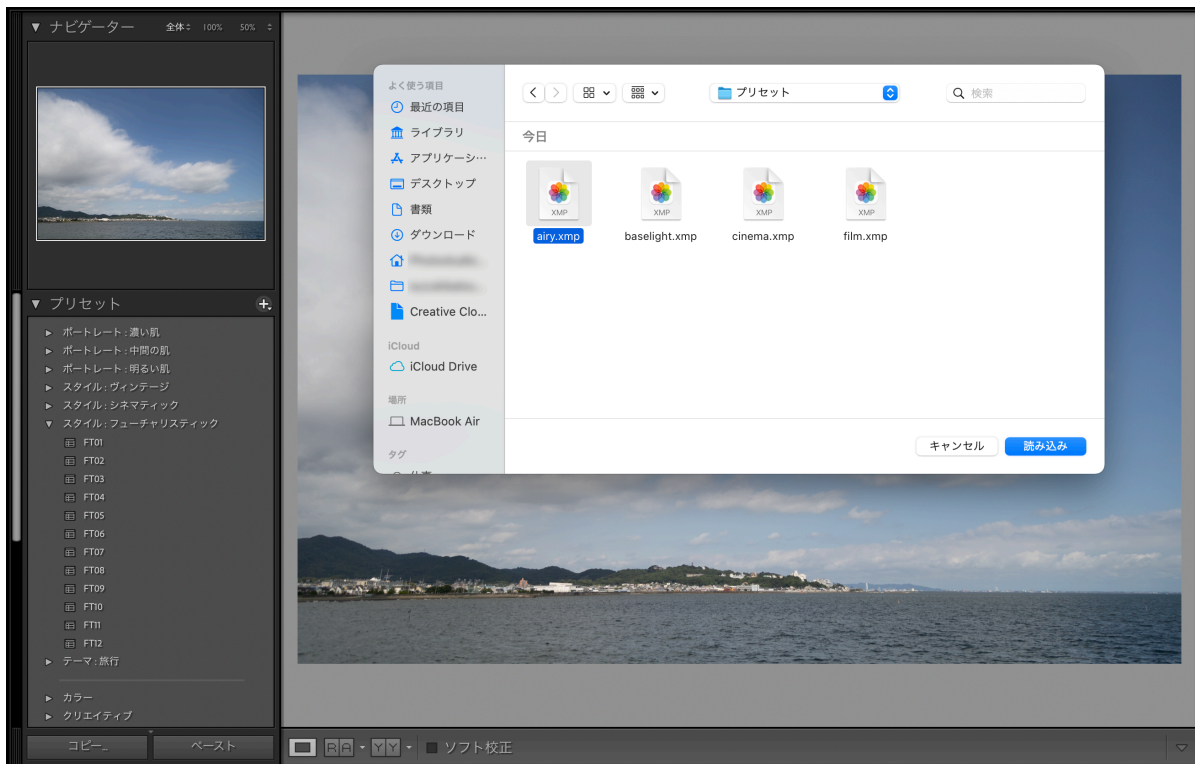 ナビゲーター 全体 100% 50%
プリセット
ポートレート : 濃い肌
ポートレート : 中間の肌
ポートレート : 明るい肌
スタイル : ヴィンテージ
スタイル : シネマティック
スタイル : フューチャリスティック
FT01
FT02
FT03
FT04
FT05
FT06
FT07
FT08
FT09
FT10
FT11
FT12
テーマ : 旅行
カラー
クリエイティブ
コピー... ペースト
よく使う項目
最近の項目
ライブラリ
アプリケーシ…
デスクトップ
書類
ダウンロード
Creative Clo...
iCloud
iCloud Drive
場所
MacBook Air
タグ
プリセット
検索
今日
XMP XMP XMP XMP
airy.xmp baselight.xmp cinema.xmp film.xmp
キャンセル 読み込み
R A Y Y ソフト校正